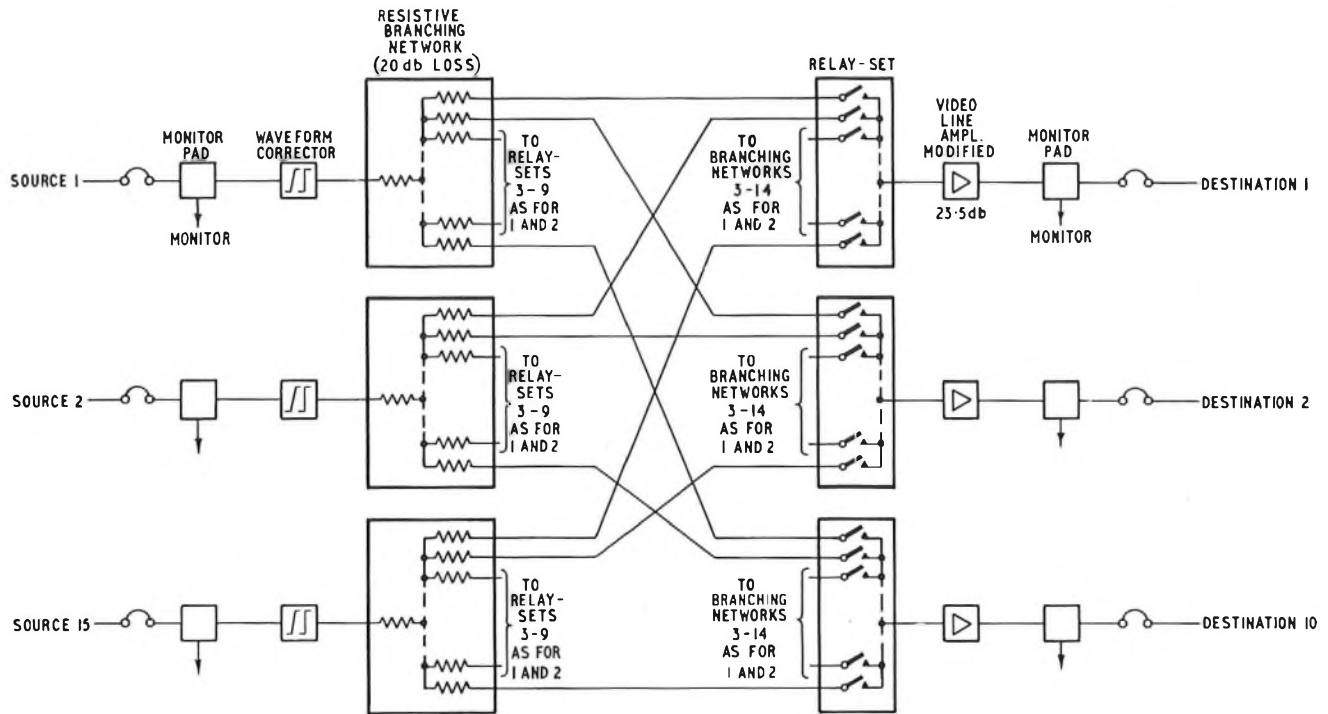 RESISTIVE
BRANCHING
NETWORK
(20 db LOSS)
RELAY-SET
VIDEO
LINE
AMPL.
MODIFIED
MONITOR
PAD
WAVEFORM
CORRECTOR
MONITOR
PAD
SOURCE 1
MONITOR
TO
RELAY-
SETS
3-9
AS FOR
1 AND 2
TO
BRANCHING
NETWORKS
3-14
AS FOR
1 AND 2
23·5db
MONITOR
DESTINATION 1
SOURCE 2
TO
RELAY-
SETS
3-9
AS FOR
1 AND 2
TO
BRANCHING
NETWORKS
3-14
AS FOR
1 AND 2
DESTINATION 2
SOURCE 15
TO
RELAY-
SETS
3-9
AS FOR
1 AND 2
TO
BRANCHING
NETWORKS
3-14
AS FOR
1 AND 2
DESTINATION 10